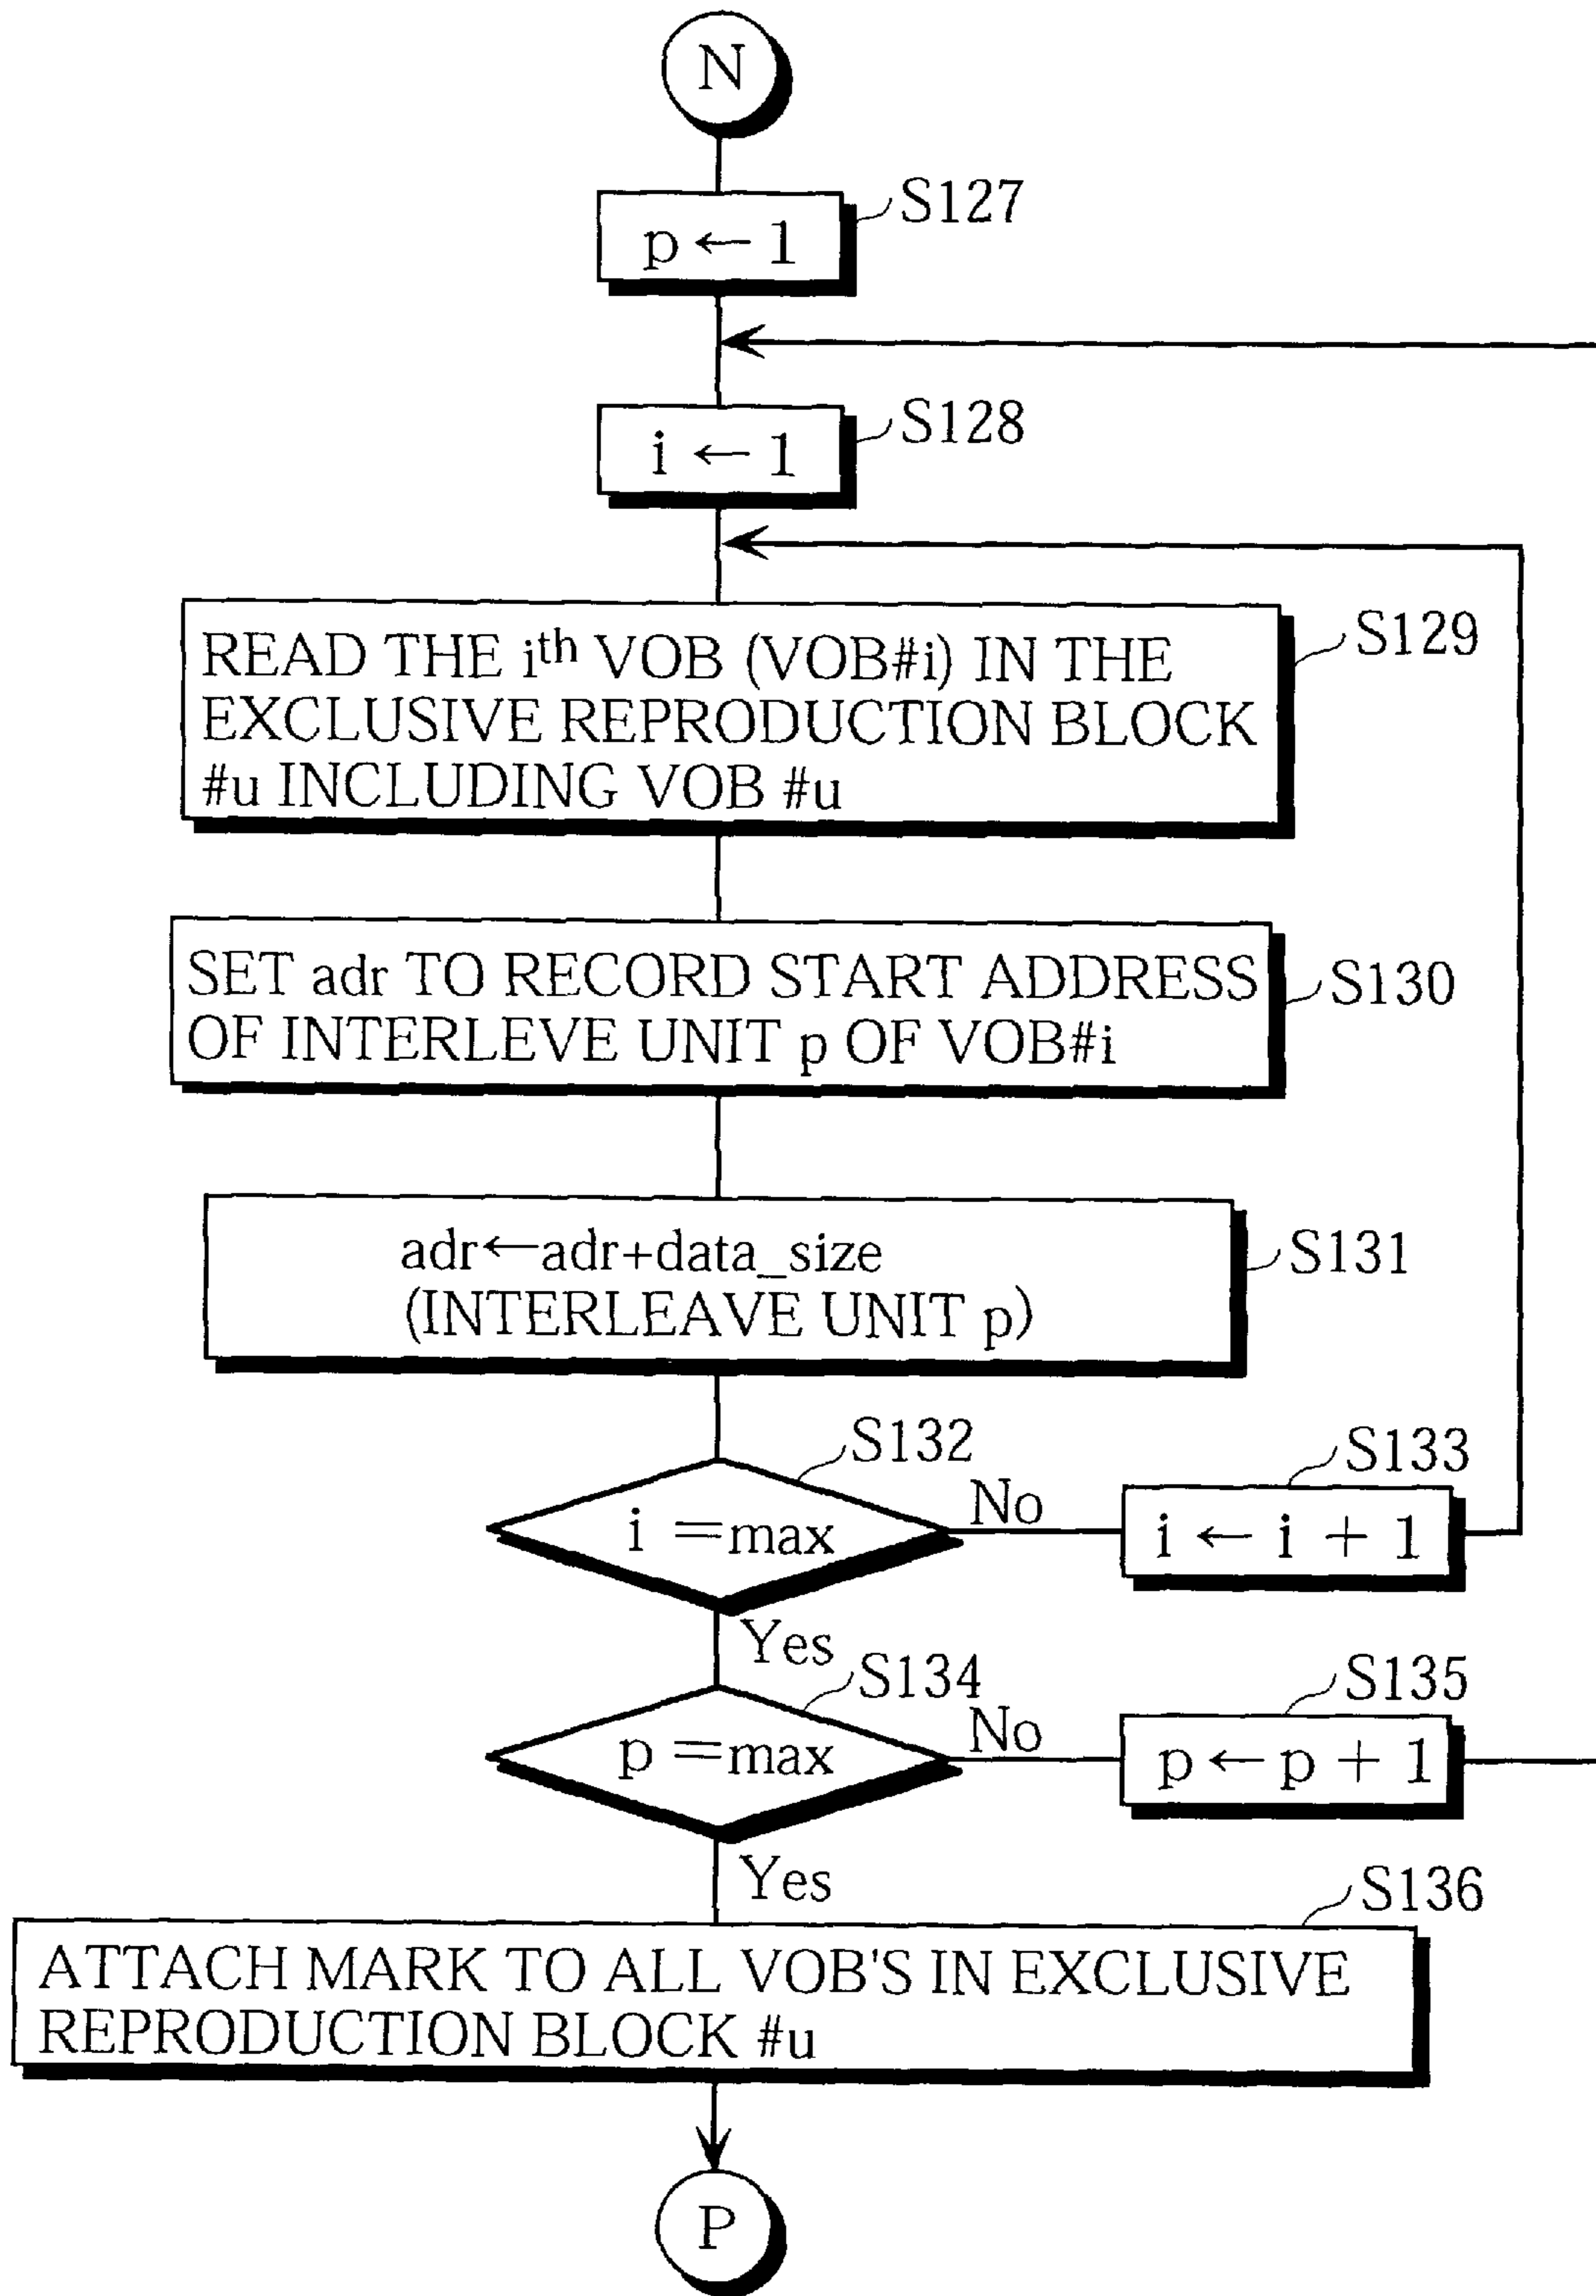 N
S127
p ← 1
S128
i ← 1
S129
READ THE ith VOB (VOB#i) IN THE
EXCLUSIVE REPRODUCTION BLOCK
#u INCLUDING VOB #u
S130
SET adr TO RECORD START ADDRESS
OF INTERLEVE UNIT p OF VOB#i
S131
adr←adr+data_size
(INTERLEAVE UNIT p)
S132
i =max
No
S133
i ← i + 1
Yes
S134
p =max
No
S135
p ← p + 1
Yes
S136
ATTACH MARK TO ALL VOB'S IN EXCLUSIVE
REPRODUCTION BLOCK #u
P